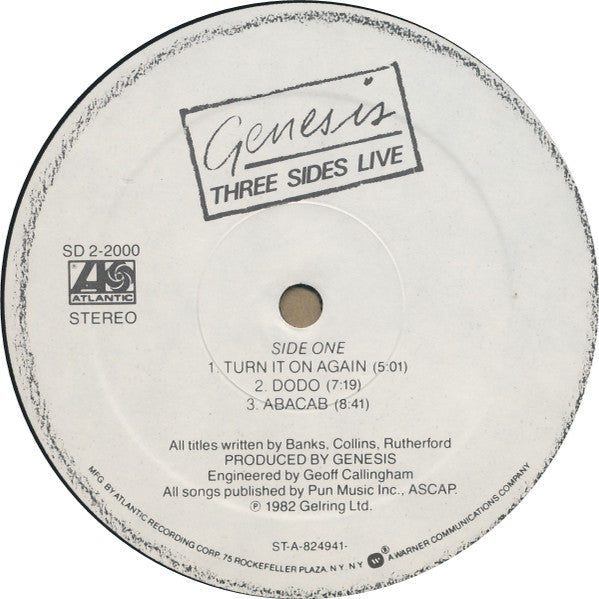 Genesis
THREE SIDES LIVE
SD 2-2000
ATLANTIC
STEREO
SIDE ONE
1. TURN IT ON AGAIN (5:01)
2. DODO (7:19)
3. ABACAB (8:41)
All titles written by Banks, Collins, Rutherford
PRODUCED BY GENESIS
Engineered by Geoff Callingham
All songs published by Pun Music Inc., ASCAP.
℗ 1982 Gelring Ltd.
ST-A-824941-
MFG. BY ATLANTIC RECORDING CORP. 75 ROCKEFELLER PLAZA. N.Y. N.Y. ® A WARNER COMMUNICATIONS COMPANY